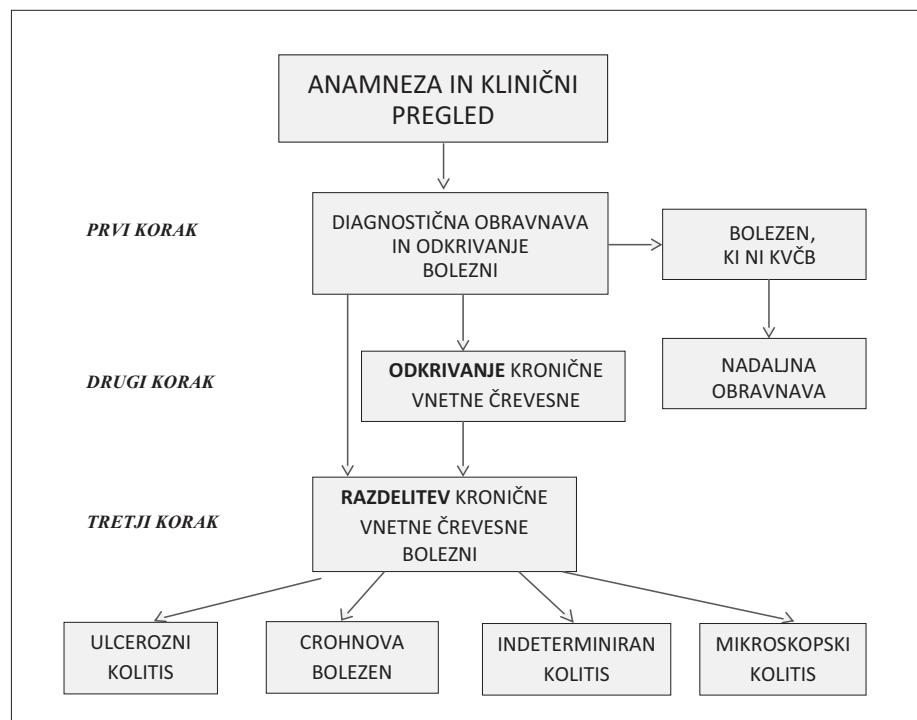 ANAMNEZA IN KLINIČNI
PREGLED
PRVI KORAK
DIAGNOSTIČNA OBRAVNAVA
IN ODKRIVANJE
BOLEZNI
BOLEZEN,
KI NI KVČB
DRUGI KORAK
ODKRIVANJE KRONIČNE
VNETNE ČREVESNE
NADALJNA
OBRAVNAVA
TRETJI KORAK
RAZDELITEV KRONIČNE
VNETNE ČREVESNE
BOLEZNI
ULCEROZNI
KOLITIS
CROHNOVA
BOLEZEN
INDETERMINIRAN
KOLITIS
MIKROSKOPSKI
KOLITIS